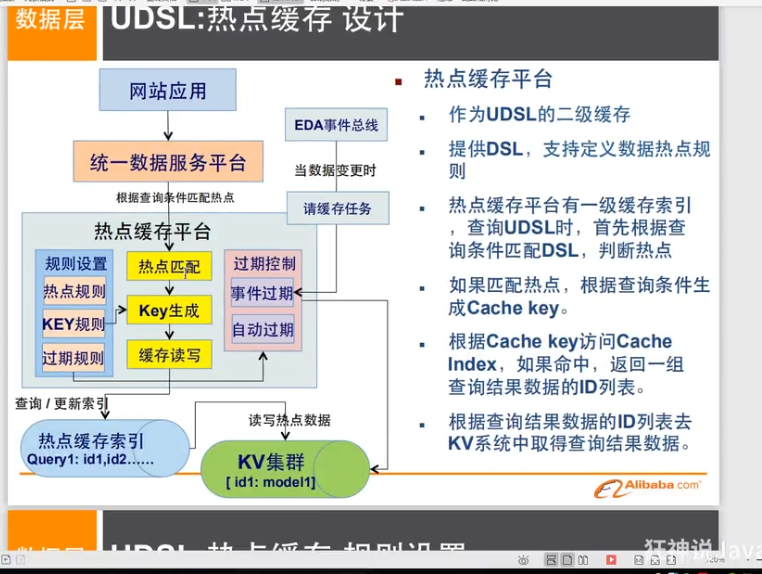 数据层
UDSL:热点缓存 设计
网站应用
统一数据服务平台
根据查询条件匹配热点
EDA事件总线
当数据变更时
请缓存任务
热点缓存平台
规则设置
热点规则
KEY规则
过期规则
热点匹配
Key生成
缓存读写
过期控制
事件过期
自动过期
查询 / 更新索引
热点缓存索引
Query1: id1,id2......
读写热点数据
KV集群
[ id1: model1]
热点缓存平台
作为UDSL的二级缓存
提供DSL，支持定义数据热点规
则
热点缓存平台有一级缓存索引
，查询UDSL时，首先根据查
询条件匹配DSL，判断热点
如果匹配热点，根据查询条件生
成Cache key。
根据Cache key访问Cache
Index，如果命中，返回一组
查询结果数据的ID列表。
根据查询结果数据的ID列表去
KV系统中取得查询结果数据。
Alibaba.com
数据层
UDSL:热点缓存 规则设置
狂神说Java
120%